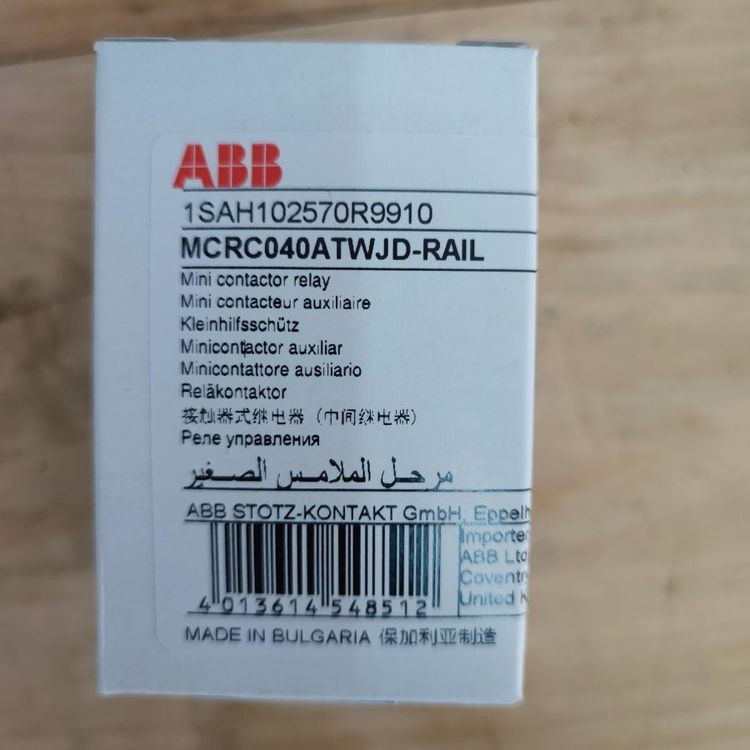 ABB
1SAH102570R9910
MCRC040ATWJD-RAIL
Mini contactor relay
Mini contacteur auxiliaire
Kleinhilfsschütz
Minicontactor auxiliar
Minicontattore ausiliario
Reläkontaktor
接触器式继电器（中间继电器）
Реле управления
مرحل الملامس الصغير
ABB STOTZ-KONTAKT GmbH, Eppelh
Importer
ABB Ltd
Coventry
United K
4 013614 548512
MADE IN BULGARIA 保加利亚制造